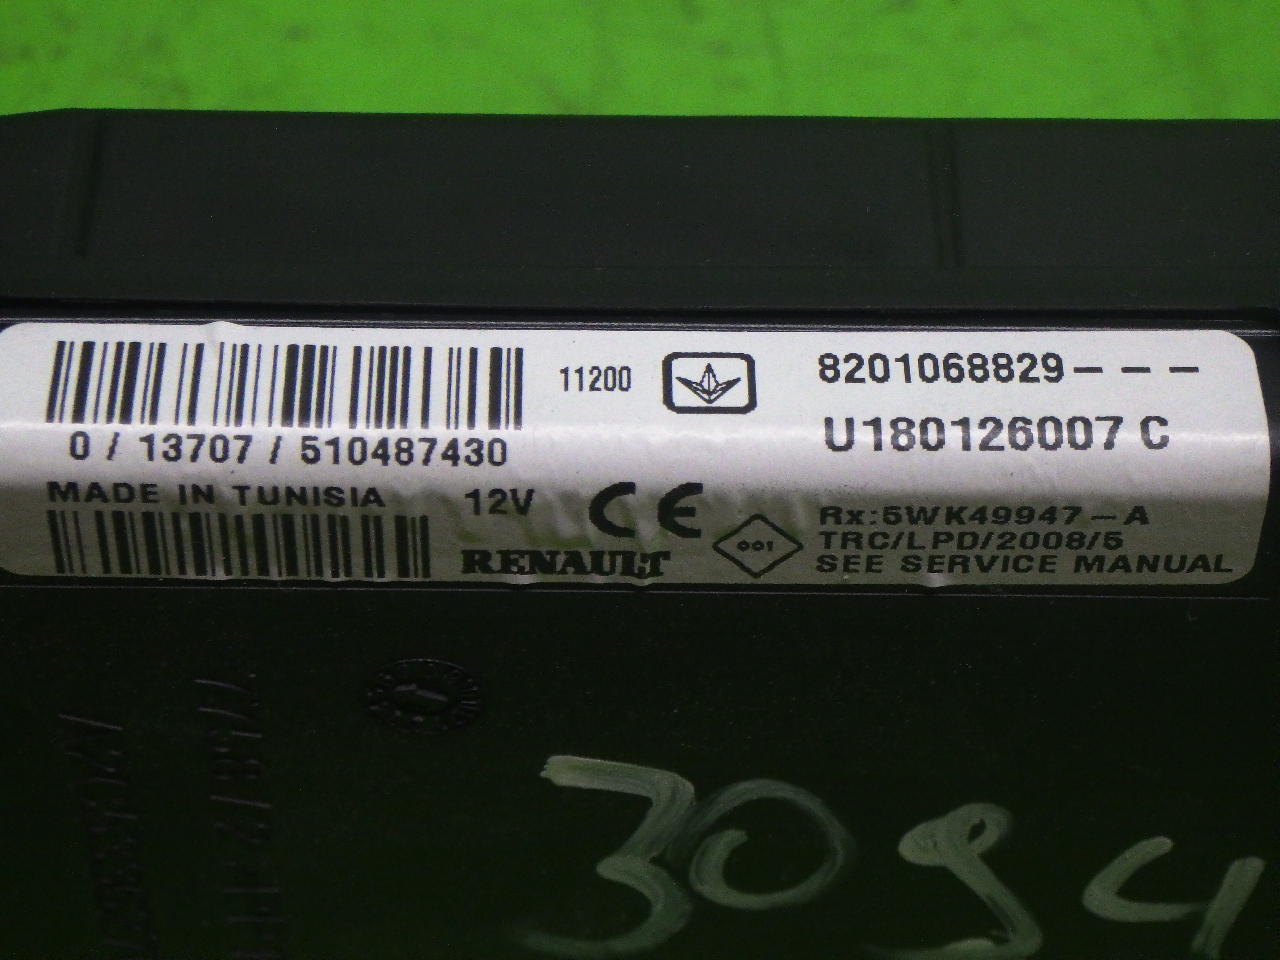 11200
8201068829---
U180126007 C
0 / 13707 / 510487430
MADE IN TUNISIA
12V
CE
RENAULT
001
Rx:5WK49947-A
TRC/LPD/2008/5
SEE SERVICE MANUAL
3094